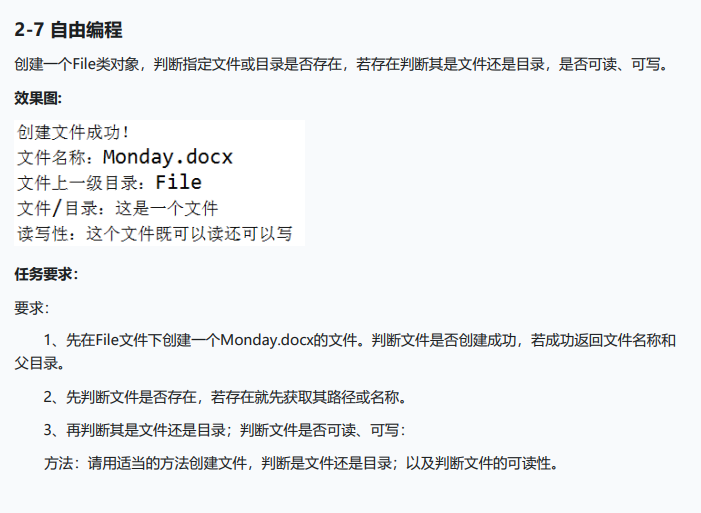 2-7 自由编程
创建一个File类对象，判断指定文件或目录是否存在，若存在判断其是文件还是目录，是否可读、可写。
效果图:
创建文件成功!
文件名称: Monday.docx
文件上一级目录: File
文件/目录: 这是一个文件
读写性: 这个文件既可以读还可以写
任务要求:
要求:
1、先在File文件下创建一个Monday.docx的文件。判断文件是否创建成功，若成功返回文件名称和
父目录。
2、先判断文件是否存在，若存在就先获取其路径或名称。
3、再判断其是文件还是目录；判断文件是否可读、可写:
方法：请用适当的方法创建文件，判断是文件还是目录；以及判断文件的可读性。